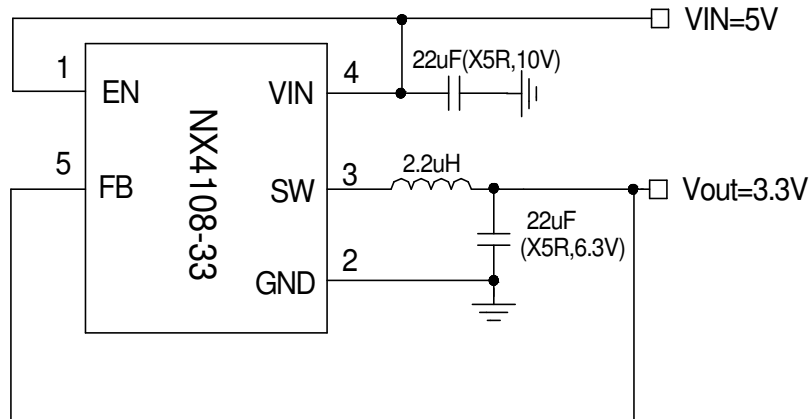 VIN=5V
22uF(X5R,10V)
1
EN
VIN
4
NX4108-33
5
FB
SW
3
2.2uH
Vout=3.3V
22uF
(X5R,6.3V)
GND
2